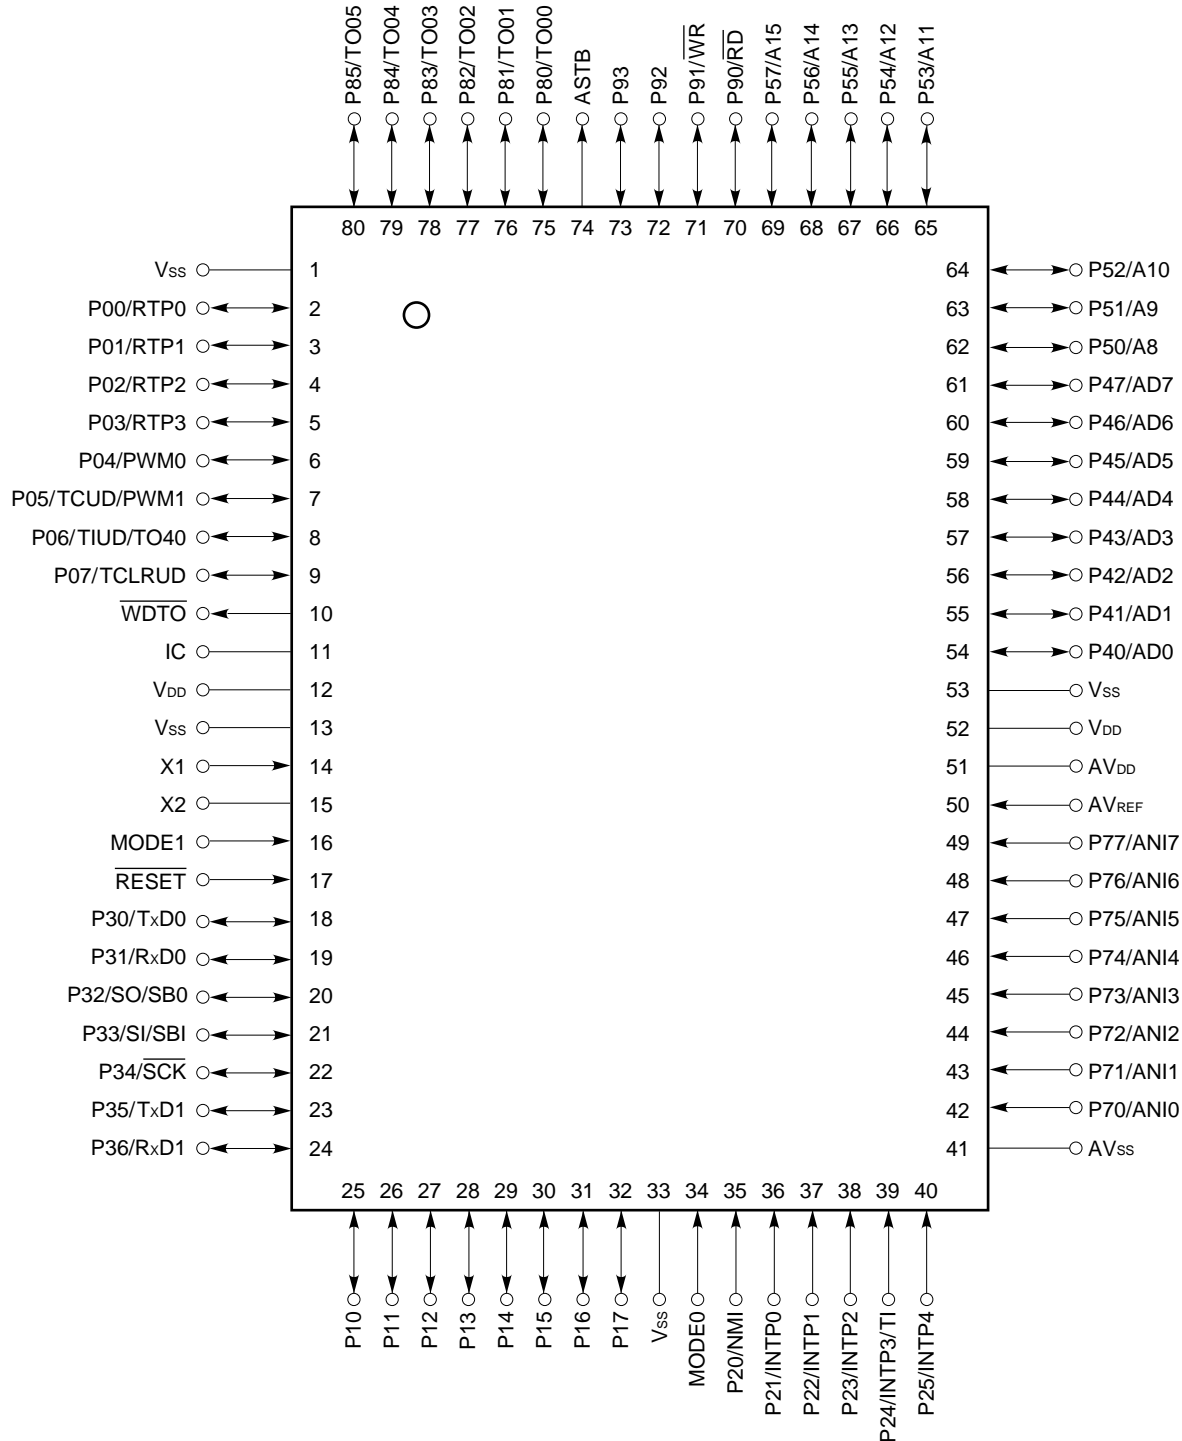 P85/TO05
P84/TO04
P83/TO03
P82/TO02
P81/TO01
P80/TO00
ASTB
P93
P92
P91/WR
P90/RD
P57/A15
P56/A14
P55/A13
P54/A12
P53/A11
80 79 78 77 76 75 74 73 72 71 70 69 68 67 66 65
VSS 1
P00/RTP0 2
P01/RTP1 3
P02/RTP2 4
P03/RTP3 5
P04/PWM0 6
P05/TCUD/PWM1 7
P06/TIUD/TO40 8
P07/TCLRUD 9
WDTO 10
IC 11
VDD 12
VSS 13
X1 14
X2 15
MODE1 16
RESET 17
P30/TxD0 18
P31/RxD0 19
P32/SO/SB0 20
P33/SI/SBI 21
P34/SCK 22
P35/TxD1 23
P36/RxD1 24
64 P52/A10
63 P51/A9
62 P50/A8
61 P47/AD7
60 P46/AD6
59 P45/AD5
58 P44/AD4
57 P43/AD3
56 P42/AD2
55 P41/AD1
54 P40/AD0
53 VSS
52 VDD
51 AVDD
50 AVREF
49 P77/ANI7
48 P76/ANI6
47 P75/ANI5
46 P74/ANI4
45 P73/ANI3
44 P72/ANI2
43 P71/ANI1
42 P70/ANI0
41 AVSS
25 26 27 28 29 30 31 32 33 34 35 36 37 38 39 40
P10
P11
P12
P13
P14
P15
P16
P17
VSS
MODE0
P20/NMI
P21/INTP0
P22/INTP1
P23/INTP2
P24/INTP3/TI
P25/INTP4